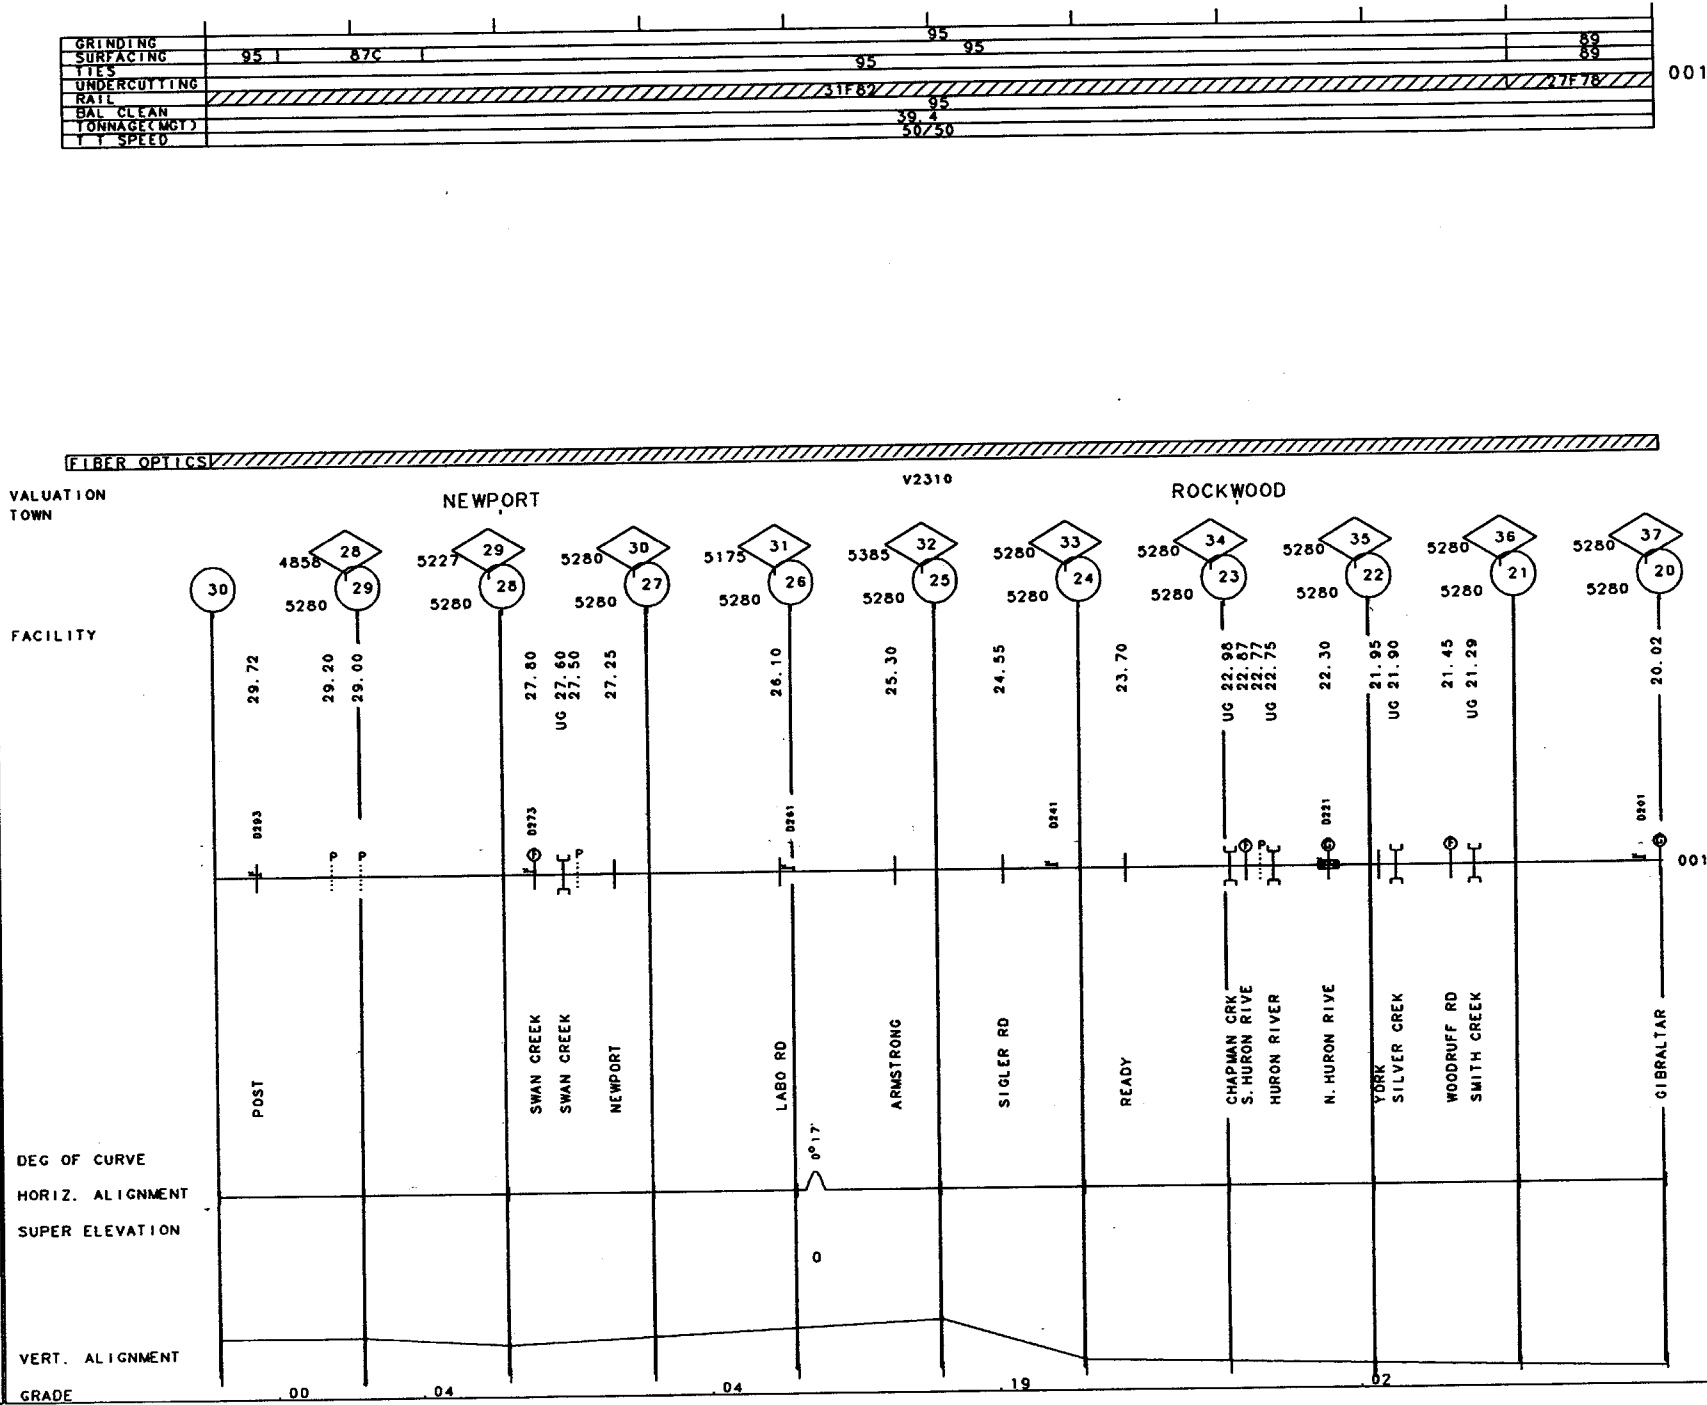 GRINDING 95 89
SURFACING 95 87C 95 89
TIES 95
UNDERCUTTING 27F78
RAIL 31F82
BAL CLEAN 95
TONNAGE(MGT) 39.4
T T SPEED 50/50
001
FIBER OPTICS
VALUATION V2310
TOWN NEWPORT ROCKWOOD
4858 28 5227 29 5280 30 5175 31 5385 32 5280 33 5280 34 5280 35 5280 36 5280 37
30 5280 29 5280 28 5280 27 5280 26 5280 25 5280 24 5280 23 5280 22 5280 21 5280 20
FACILITY
29.72 29.20 29.00 27.80 UG 27.60 27.50 27.25 26.10 25.30 24.55 23.70 UG 22.98 22.87 22.77 UG 22.75 22.30 21.95 UG 21.90 21.45 UG 21.29 20.02
D293 D273 D261 D241 D221 D201
P P F P F P G F G
001
POST SWAN CREEK SWAN CREEK NEWPORT LABO RD ARMSTRONG SIGLER RD READY CHAPMAN CRK S. HURON RIVE HURON RIVER N. HURON RIVE YORK SILVER CREK WOODRUFF RD SMITH CREEK GIBRALTAR
DEG OF CURVE 0°17'
HORIZ. ALIGNMENT
SUPER ELEVATION
0
VERT. ALIGNMENT
GRADE .00 .04 .04 .19 .02